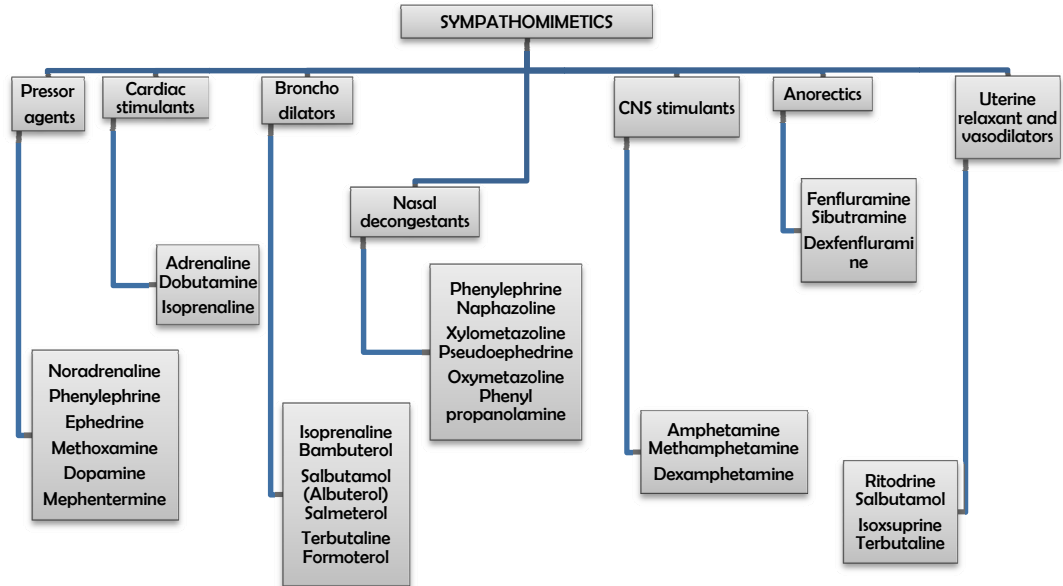 SYMPATHOMIMETICS
Pressor
agents
Cardiac
stimulants
Broncho
dilators
Nasal
decongestants
CNS stimulants
Anorectics
Uterine
relaxant and
vasodilators
Noradrenaline
Phenylephrine
Ephedrine
Methoxamine
Dopamine
Mephentermine
Adrenaline
Dobutamine
Isoprenaline
Isoprenaline
Bambuterol
Salbutamol
(Albuterol)
Salmeterol
Terbutaline
Formoterol
Phenylephrine
Naphazoline
Xylometazoline
Pseudoephedrine
Oxymetazoline
Phenyl
propanolamine
Amphetamine
Methamphetamine
Dexamphetamine
Fenfluramine
Sibutramine
Dexfenflurami
ne
Ritodrine
Salbutamol
Isoxsuprine
Terbutaline